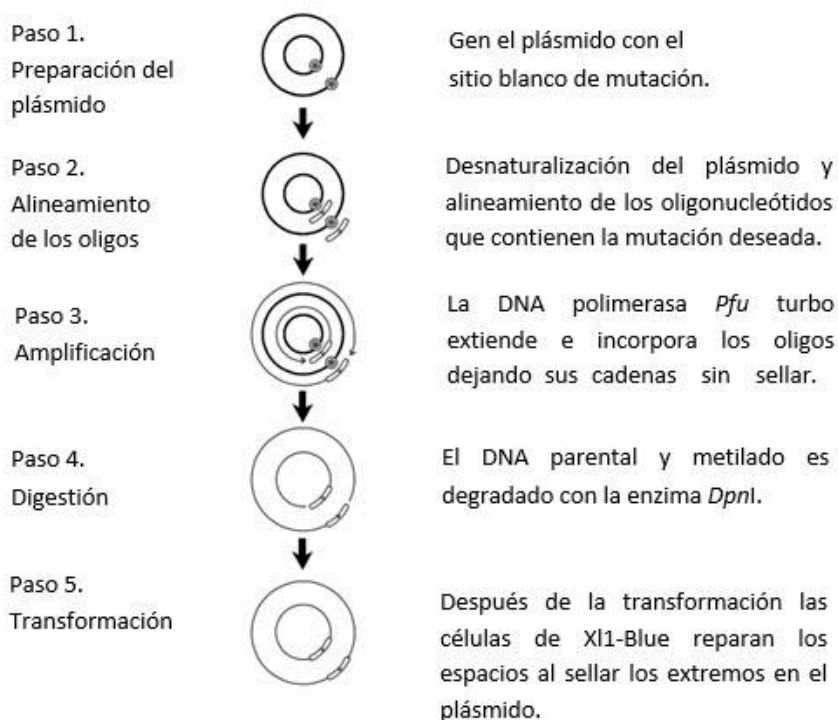 Paso 1.
Preparación del
plásmido
Gen el plásmido con el
sitio blanco de mutación.
Paso 2.
Alineamiento
de los oligos
Desnaturalización del plásmido y
alineamiento de los oligonucleótidos
que contienen la mutación deseada.
Paso 3.
Amplificación
La DNA polimerasa Pfu turbo
extiende e incorpora los oligos
dejando sus cadenas sin sellar.
Paso 4.
Digestión
El DNA parental y metilado es
degradado con la enzima DpnI.
Paso 5.
Transformación
Después de la transformación las
células de Xl1-Blue reparan los
espacios al sellar los extremos en el
plásmido.